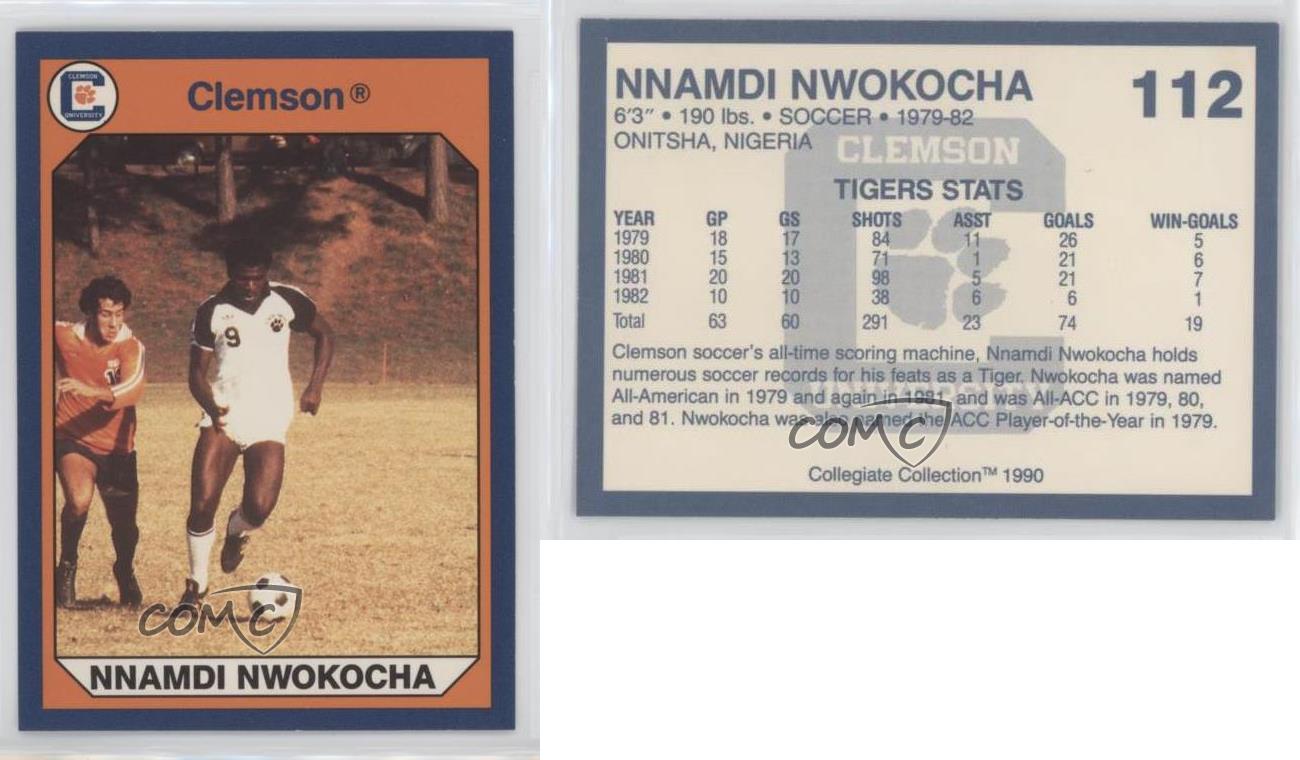 CLEMSON
UNIVERSITY
Clemson®
9
COMC
NNAMDI NWOKOCHA
NNAMDI NWOKOCHA
112
6'3" • 190 lbs. • SOCCER • 1979-82
ONITSHA, NIGERIA
CLEMSON
TIGERS STATS
YEAR GP GS SHOTS ASST GOALS WIN-GOALS
1979 18 17 84 11 26 5
1980 15 13 71 1 21 6
1981 20 20 98 5 21 7
1982 10 10 38 6 6 1
Total 63 60 291 23 74 19
Clemson soccer's all-time scoring machine, Nnamdi Nwokocha holds
numerous soccer records for his feats as a Tiger. Nwokocha was named
All-American in 1979 and again in 1981, and was All-ACC in 1979, 80,
and 81. Nwokocha was also named the ACC Player-of-the-Year in 1979.
UNIVERSITY
COMC
Collegiate Collection™ 1990